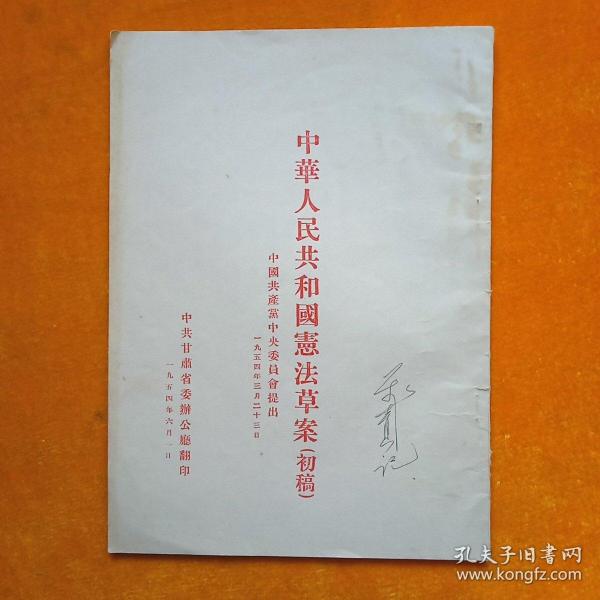 中華人民共和國憲法草案(初稿)
中國共產黨中央委員會提出
一九五四年三月二十三日
中共甘肅省委辦公廳翻印
一九五四年六月一日
记
孔夫子旧书网
www.kongfz.com